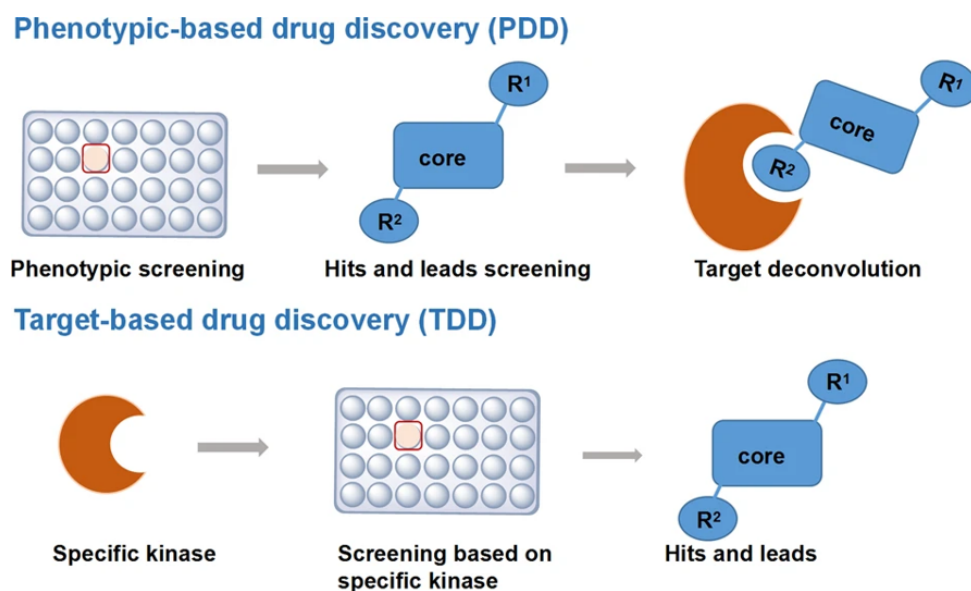 Phenotypic-based drug discovery (PDD)
R¹
core
R²
R¹
core
R²
Phenotypic screening
Hits and leads screening
Target deconvolution
Target-based drug discovery (TDD)
R¹
core
R²
Specific kinase
Screening based on
specific kinase
Hits and leads